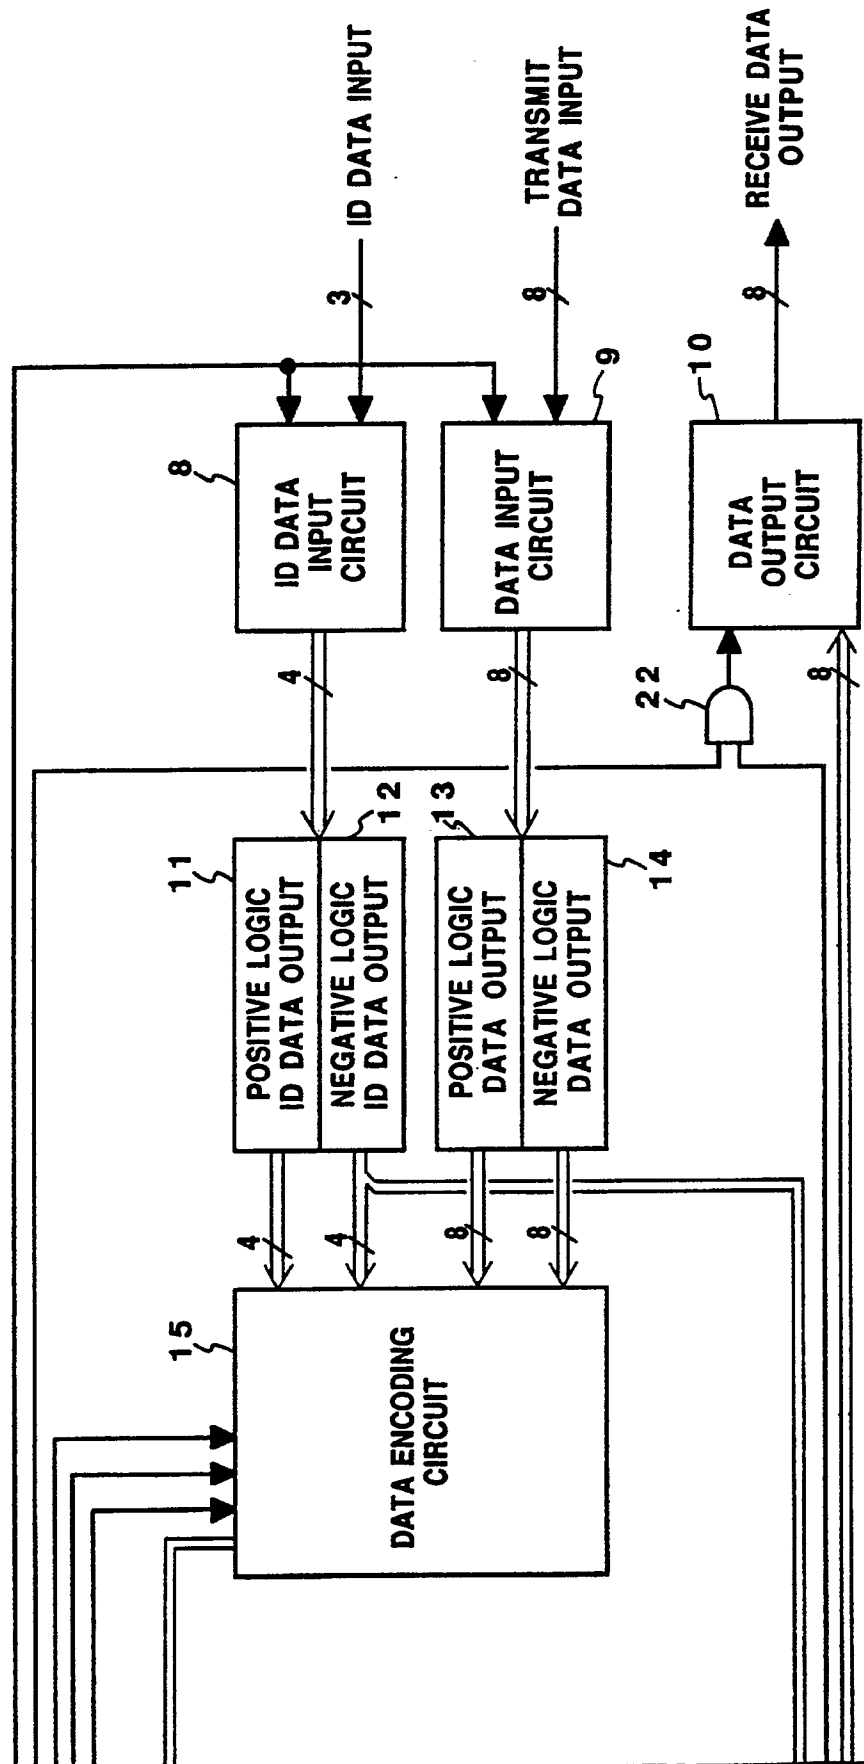 ID DATA INPUT
3
TRANSMIT
DATA INPUT
8
RECEIVE DATA
OUTPUT
8
8
ID DATA
INPUT
CIRCUIT
9
DATA INPUT
CIRCUIT
10
DATA
OUTPUT
CIRCUIT
4
8
22
8
11
POSITIVE LOGIC
ID DATA OUTPUT
12
NEGATIVE LOGIC
ID DATA OUTPUT
13
POSITIVE LOGIC
DATA OUTPUT
14
NEGATIVE LOGIC
DATA OUTPUT
4
4
8
8
15
DATA ENCODING
CIRCUIT